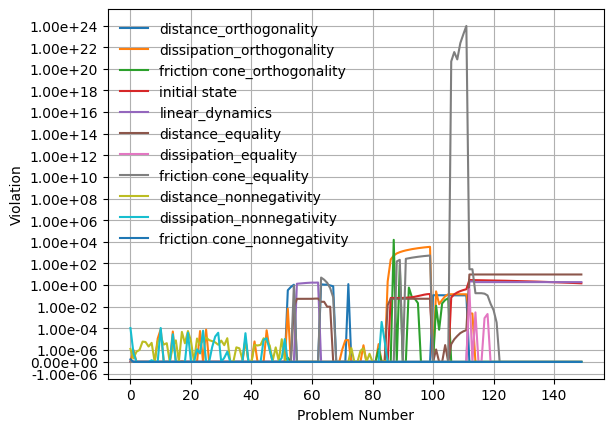 1.00e+24
1.00e+22
1.00e+20
1.00e+18
1.00e+16
1.00e+14
1.00e+12
1.00e+10
1.00e+08
1.00e+06
1.00e+04
1.00e+02
1.00e+00
1.00e-02
1.00e-04
1.00e-06
0.00e+00
-1.00e-06
Violation
distance_orthogonality
dissipation_orthogonality
friction cone_orthogonality
initial state
linear_dynamics
distance_equality
dissipation_equality
friction cone_equality
distance_nonnegativity
dissipation_nonnegativity
friction cone_nonnegativity
0 20 40 60 80 100 120 140
Problem Number